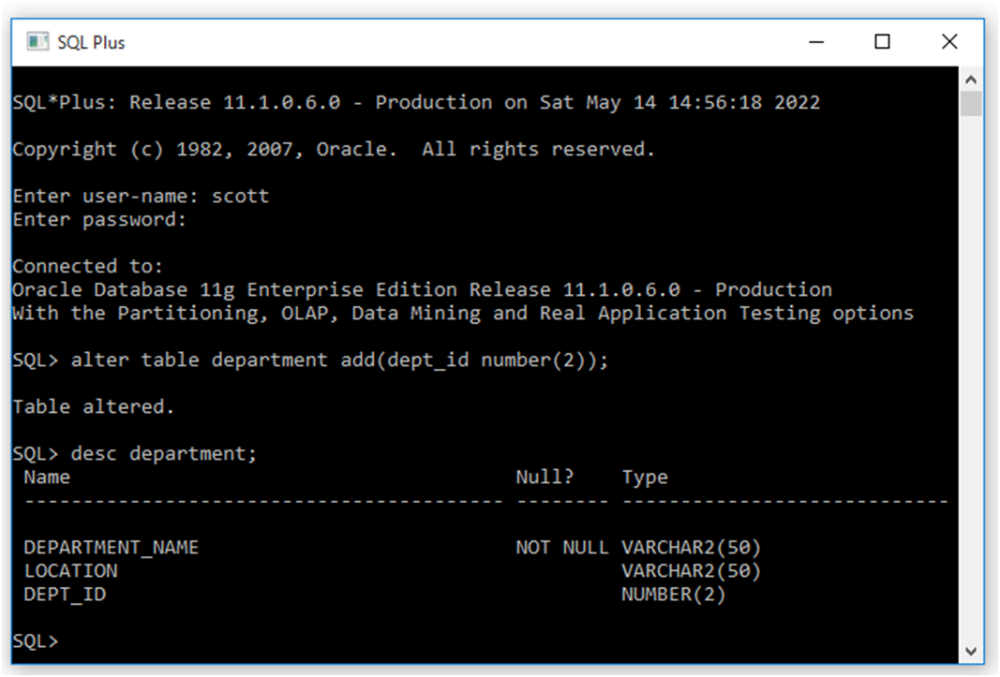 SQL Plus
SQL*Plus: Release 11.1.0.6.0 - Production on Sat May 14 14:56:18 2022
Copyright (c) 1982, 2007, Oracle.  All rights reserved.
Enter user-name: scott
Enter password:
Connected to:
Oracle Database 11g Enterprise Edition Release 11.1.0.6.0 - Production
With the Partitioning, OLAP, Data Mining and Real Application Testing options
SQL> alter table department add(dept_id number(2));
Table altered.
SQL> desc department;
 Name                                      Null?    Type
 ----------------------------------------- -------- ----------------------------
 DEPARTMENT_NAME                           NOT NULL VARCHAR2(50)
 LOCATION                                           VARCHAR2(50)
 DEPT_ID                                            NUMBER(2)
SQL>